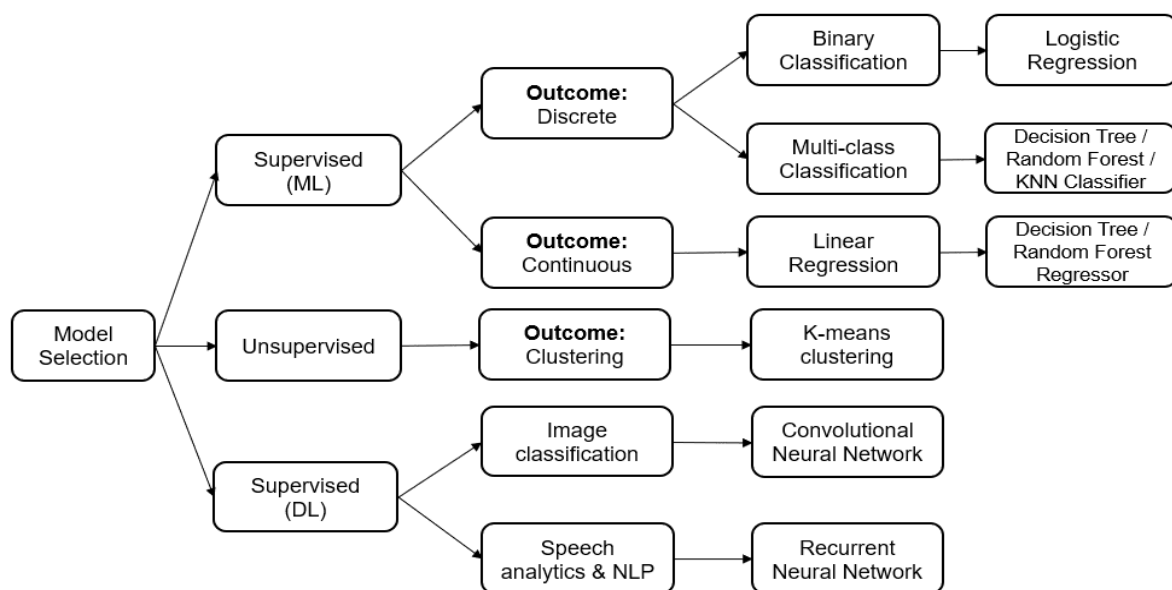 Model
Selection
Supervised
(ML)
Unsupervised
Supervised
(DL)
Outcome:
Discrete
Outcome:
Continuous
Outcome:
Clustering
Image
classification
Speech
analytics & NLP
Binary
Classification
Multi-class
Classification
Linear
Regression
K-means
clustering
Convolutional
Neural Network
Recurrent
Neural Network
Logistic
Regression
Decision Tree /
Random Forest /
KNN Classifier
Decision Tree /
Random Forest
Regressor